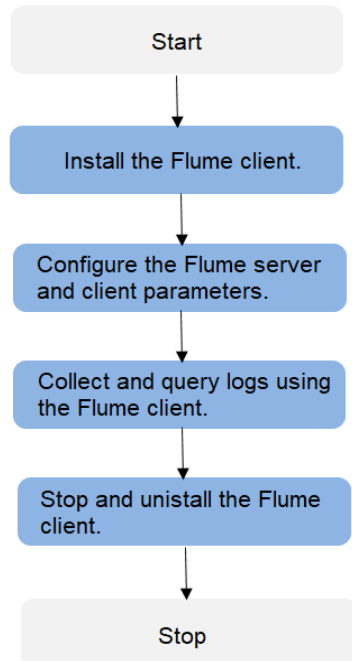 Start
Install the Flume client.
Configure the Flume server
and client parameters.
Collect and query logs using
the Flume client.
Stop and unistall the Flume
client.
Stop